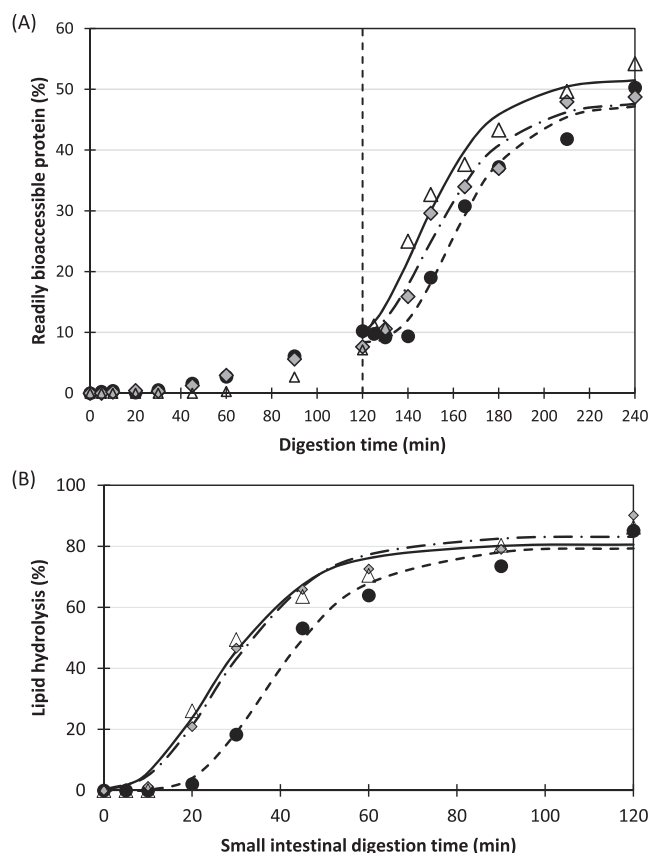 (A)
60
50
40
30
20
10
0
Readily bioaccessible protein (%)
0 20 40 60 80 100 120 140 160 180 200 220 240
Digestion time (min)
(B)
100
80
60
40
20
0
Lipid hydrolysis (%)
0 20 40 60 80 100 120
Small intestinal digestion time (min)